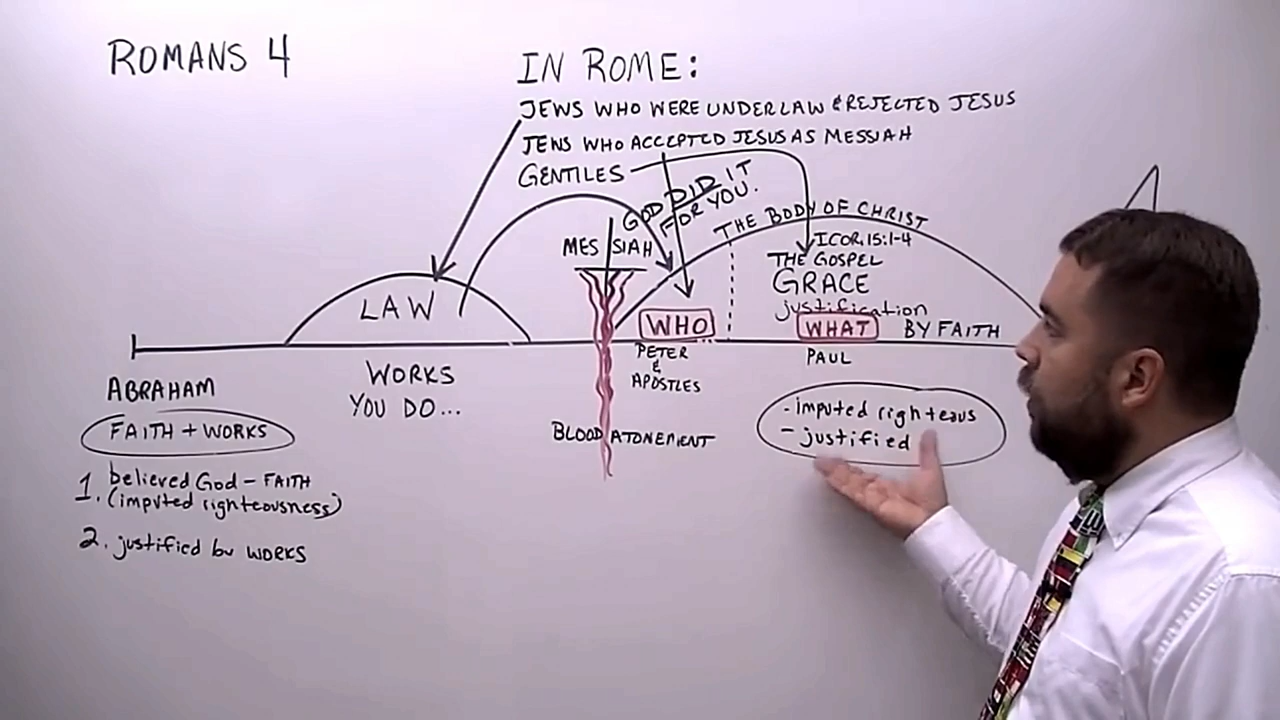 ROMANS 4
IN ROME:
JEWS WHO WERE UNDER LAW & REJECTED JESUS
JEWS WHO ACCEPTED JESUS AS MESSIAH
GENTILES
GOD DID IT
FOR YOU.
THE BODY OF CHRIST
MESSIAH
I COR. 15:1-4
THE GOSPEL
GRACE
justification
LAW
WHO
WHAT
BY FAITH
PETER
&
APOSTLES
PAUL
ABRAHAM
FAITH + WORKS
WORKS
YOU DO...
BLOOD ATONEMENT
- imputed righteous
- justified
1. believed God - FAITH
(imputed righteousness)
2. justified by WORKS